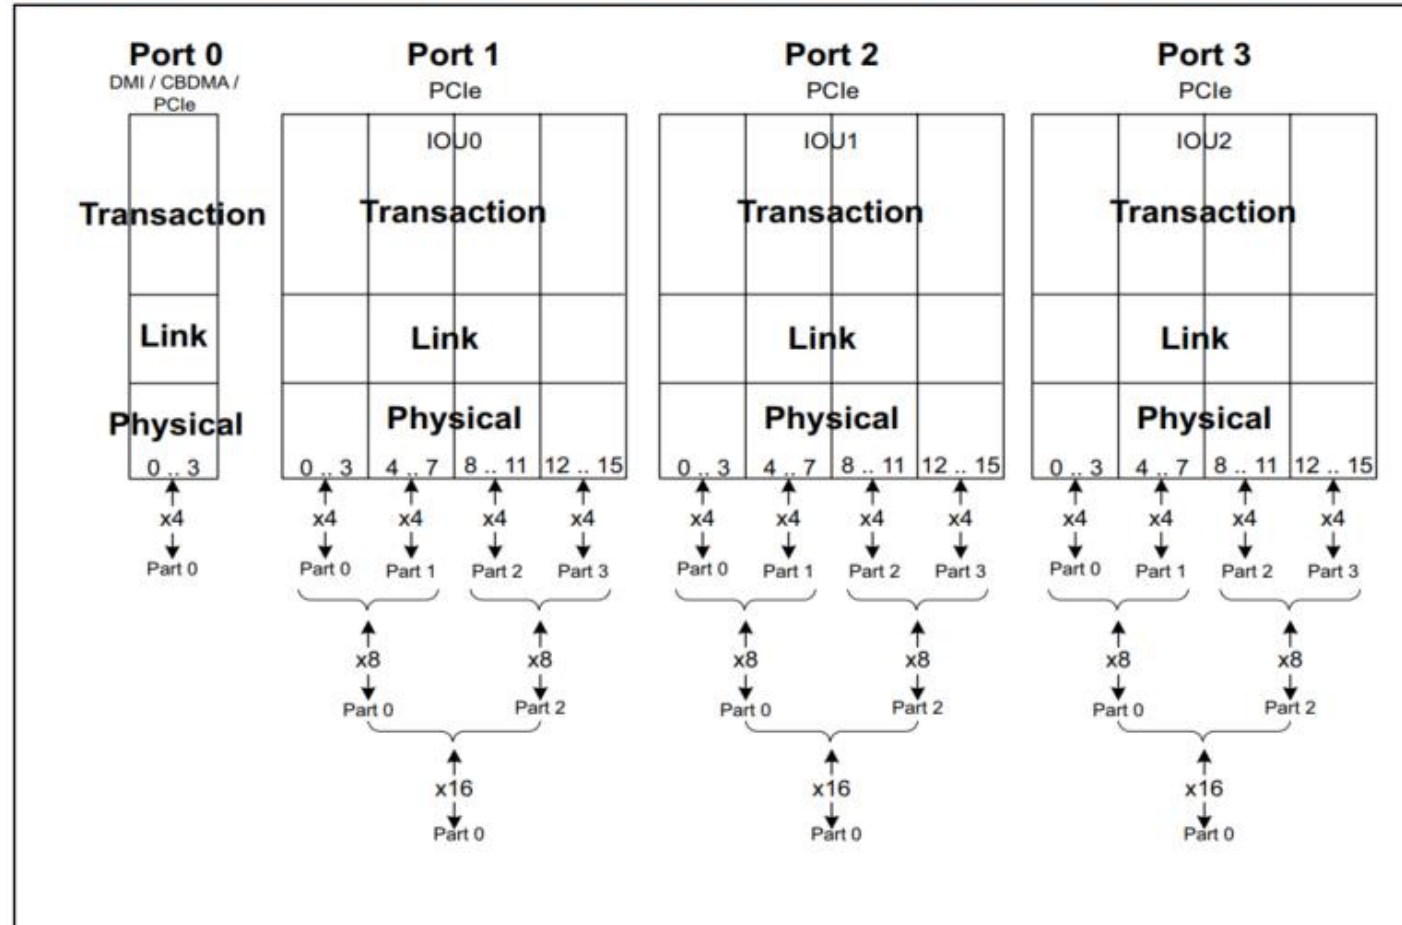 Port 0 Port 1 Port 2 Port 3
DMI / CBDMA / PCIe PCIe PCIe
PCIe
IOU0 IOU1 IOU2
Transaction Transaction Transaction Transaction
Link Link Link Link
Physical Physical Physical Physical
0 .. 3 0 .. 3 4 .. 7 8 .. 11 12 .. 15 0 .. 3 4 .. 7 8 .. 11 12 .. 15 0 .. 3 4 .. 7 8 .. 11 12 .. 15
x4 x4 x4 x4 x4 x4 x4 x4 x4 x4 x4 x4 x4
Part 0 Part 0 Part 1 Part 2 Part 3 Part 0 Part 1 Part 2 Part 3 Part 0 Part 1 Part 2 Part 3
x8 x8 x8 x8 x8 x8
Part 0 Part 2 Part 0 Part 2 Part 0 Part 2
x16 x16 x16
Part 0 Part 0 Part 0